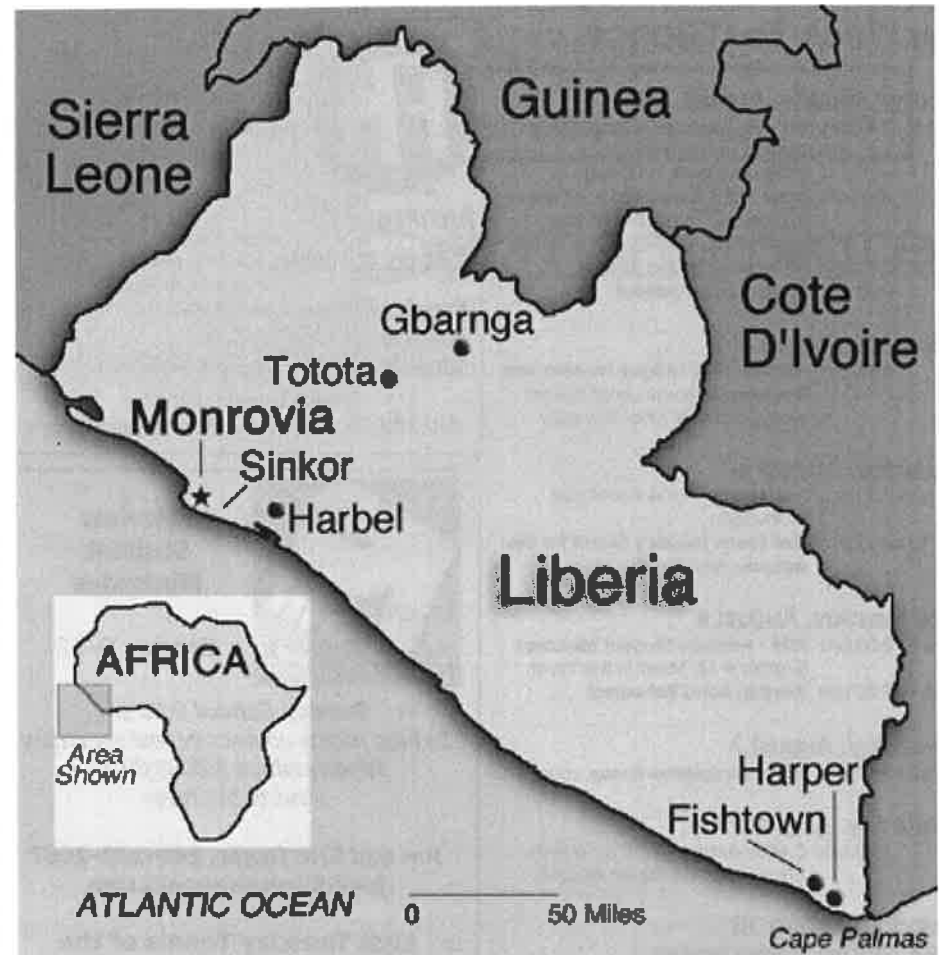 Sierra
Leone
Guinea
Cote
D'Ivoire
Gbarnga
Totota
Monrovia
Sinkor
Harbel
Liberia
AFRICA
Area
Shown
Harper
Fishtown
ATLANTIC OCEAN
0
50 Miles
Cape Palmas